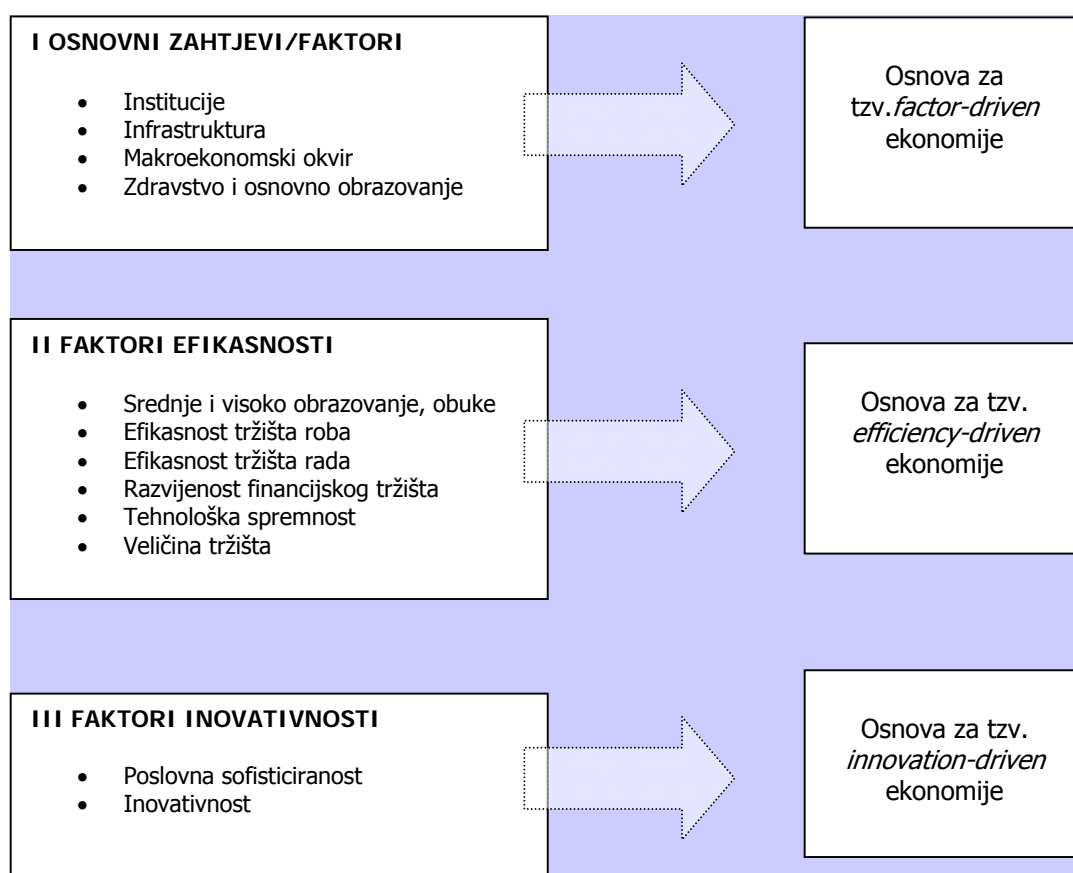 I OSNOVNI ZAHTJEVI/FAKTORI
• Institucije
• Infrastruktura
• Makroekonomski okvir
• Zdravstvo i osnovno obrazovanje
Osnova za
tzv.factor-driven
ekonomije
II FAKTORI EFIKASNOSTI
• Srednje i visoko obrazovanje, obuke
• Efikasnost tržišta roba
• Efikasnost tržišta rada
• Razvijenost financijskog tržišta
• Tehnološka spremnost
• Veličina tržišta
Osnova za tzv.
efficiency-driven
ekonomije
III FAKTORI INOVATIVNOSTI
• Poslovna sofisticiranost
• Inovativnost
Osnova za tzv.
innovation-driven
ekonomije